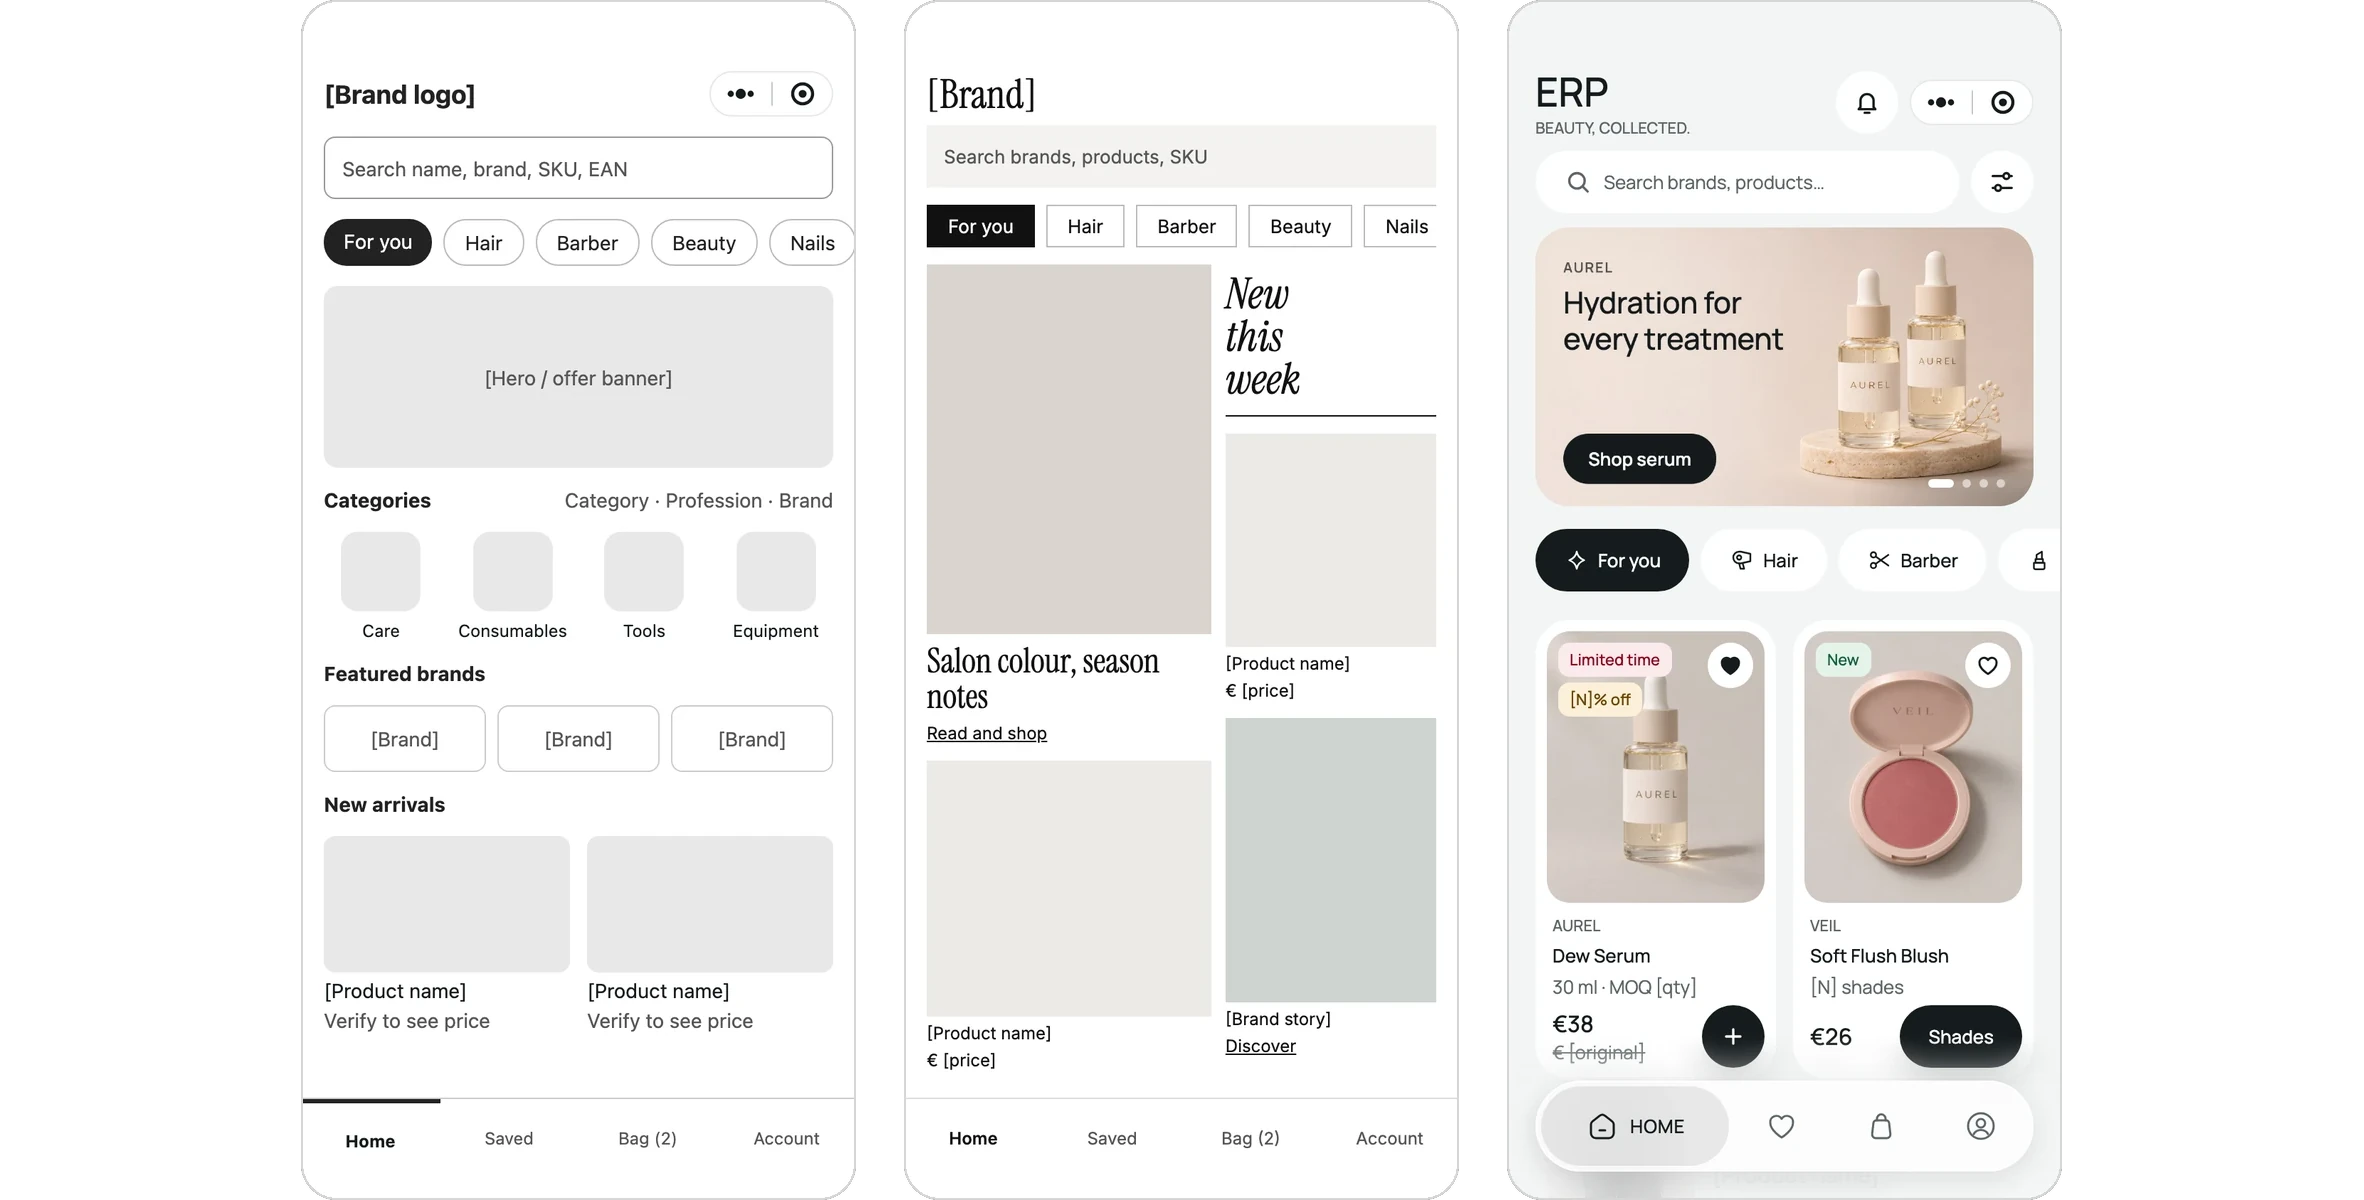 [Brand logo]
Search name, brand, SKU, EAN
For you
Hair
Barber
Beauty
Nails
[Hero / offer banner]
Categories
Category · Profession · Brand
Care
Consumables
Tools
Equipment
Featured brands
[Brand]
[Brand]
[Brand]
New arrivals
[Product name]
Verify to see price
[Product name]
Verify to see price
Home
Saved
Bag (2)
Account
[Brand]
Search brands, products, SKU
For you
Hair
Barber
Beauty
Nails
New
this
week
Salon colour, season
notes
Read and shop
[Product name]
€ [price]
[Product name]
€ [price]
[Brand story]
Discover
Home
Saved
Bag (2)
Account
ERP
BEAUTY, COLLECTED.
Search brands, products...
AUREL
Hydration for
every treatment
AUREL
AUREL
Shop serum
For you
Hair
Barber
Limited time
[N]% off
AUREL
AUREL
Dew Serum
30 ml · MOQ [qty]
€38
€ [original]
New
VEIL
VEIL
Soft Flush Blush
[N] shades
€26
Shades
HOME